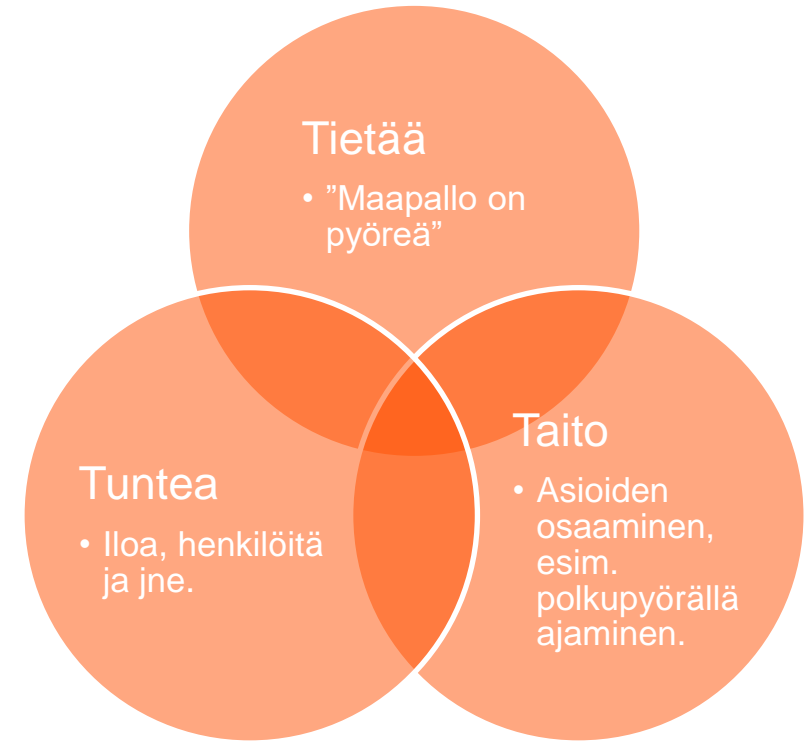 Tietää
• ”Maapallo on
pyöreä”
Tuntea
• Iloa, henkilöitä
ja jne.
Taito
• Asioiden
osaaminen,
esim.
polkupyörällä
ajaminen.